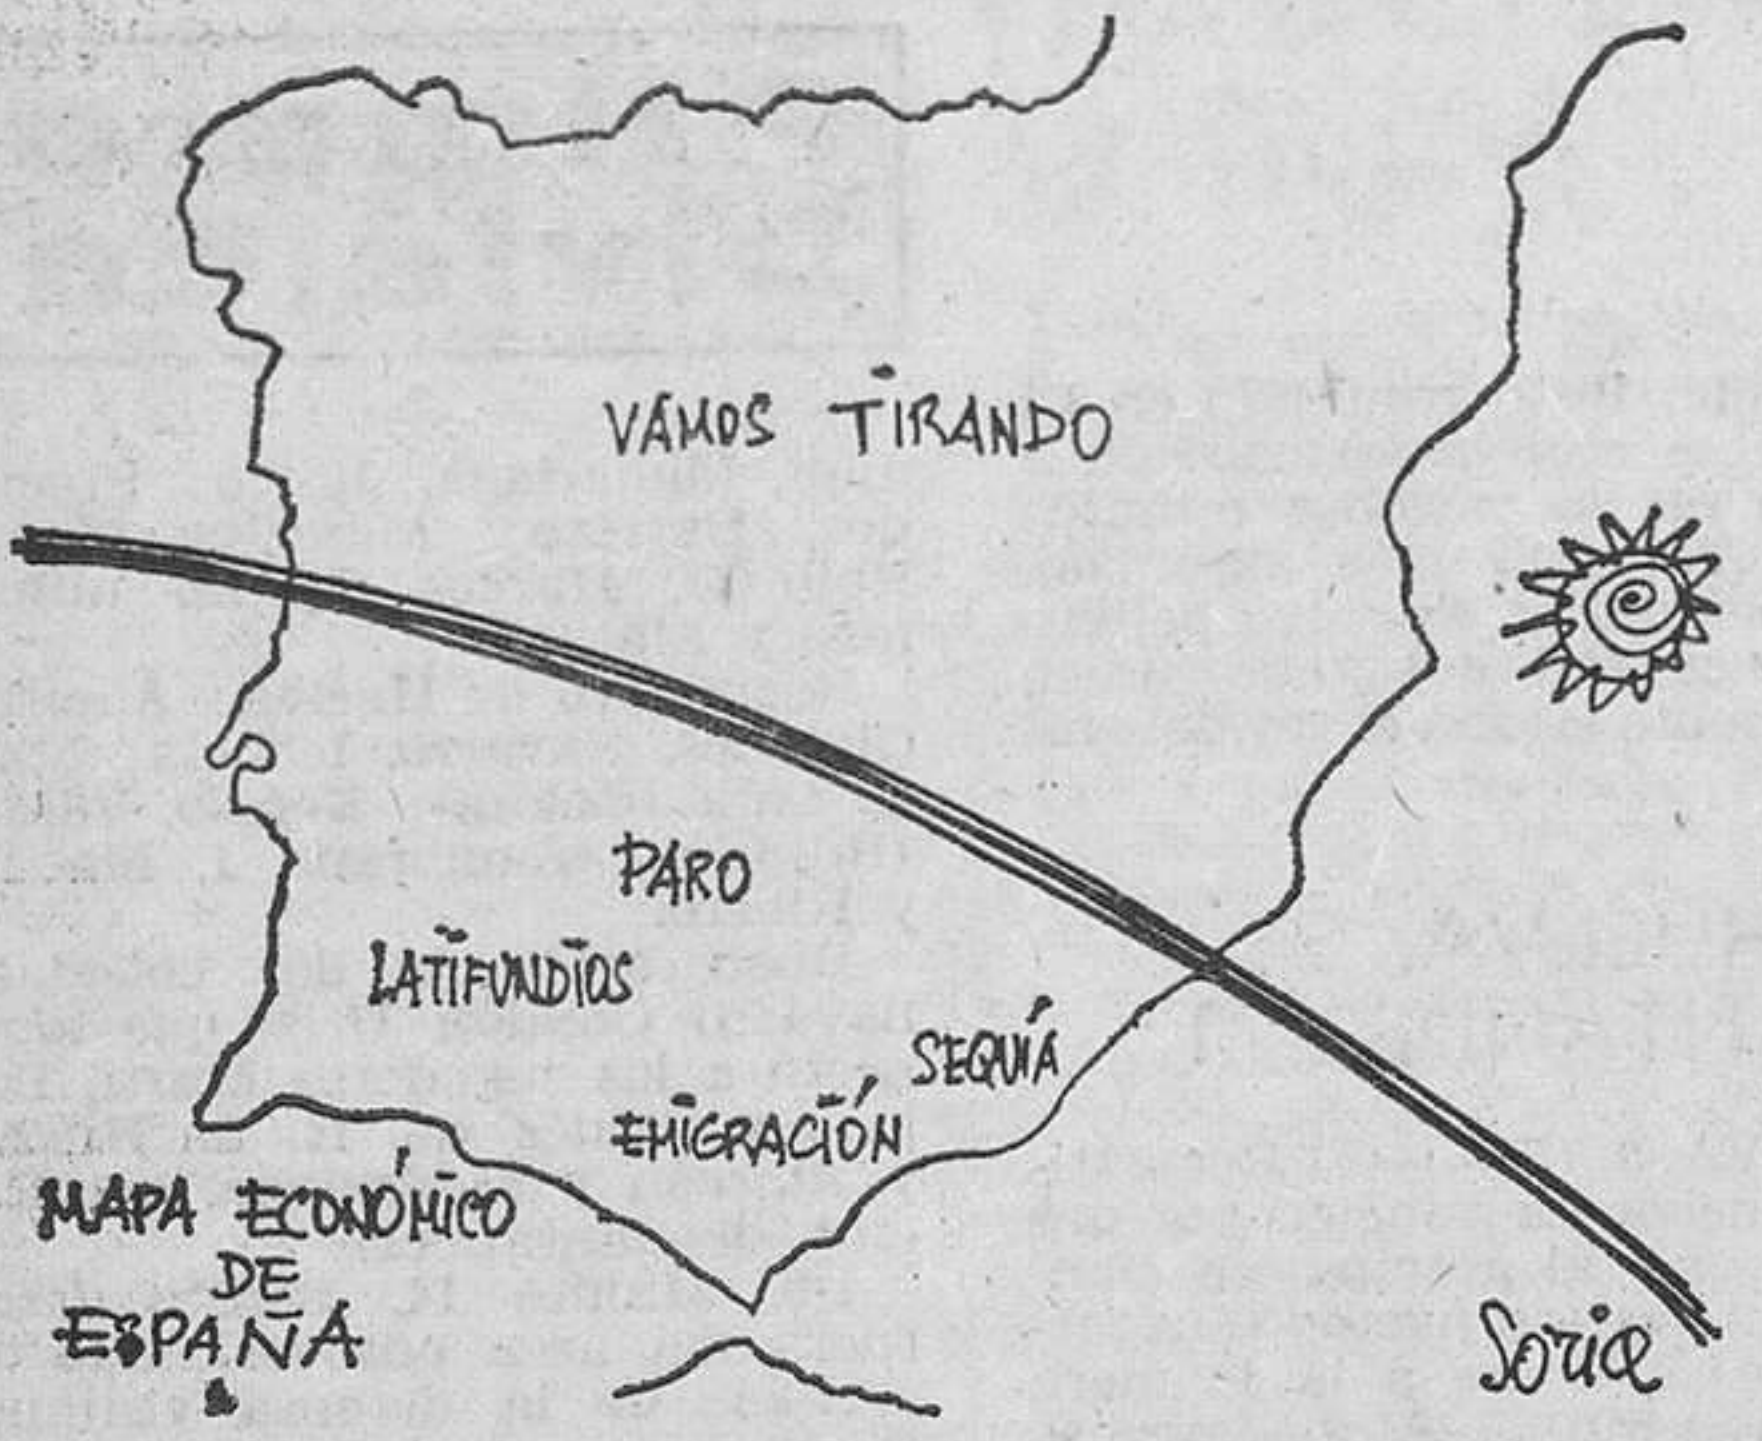 VAMOS TIRANDO
PARO
LATIFUNDIOS
SEQUÍA
EMIGRACIÓN
MAPA ECONÓMICO
DE
ESPAÑA
Soria